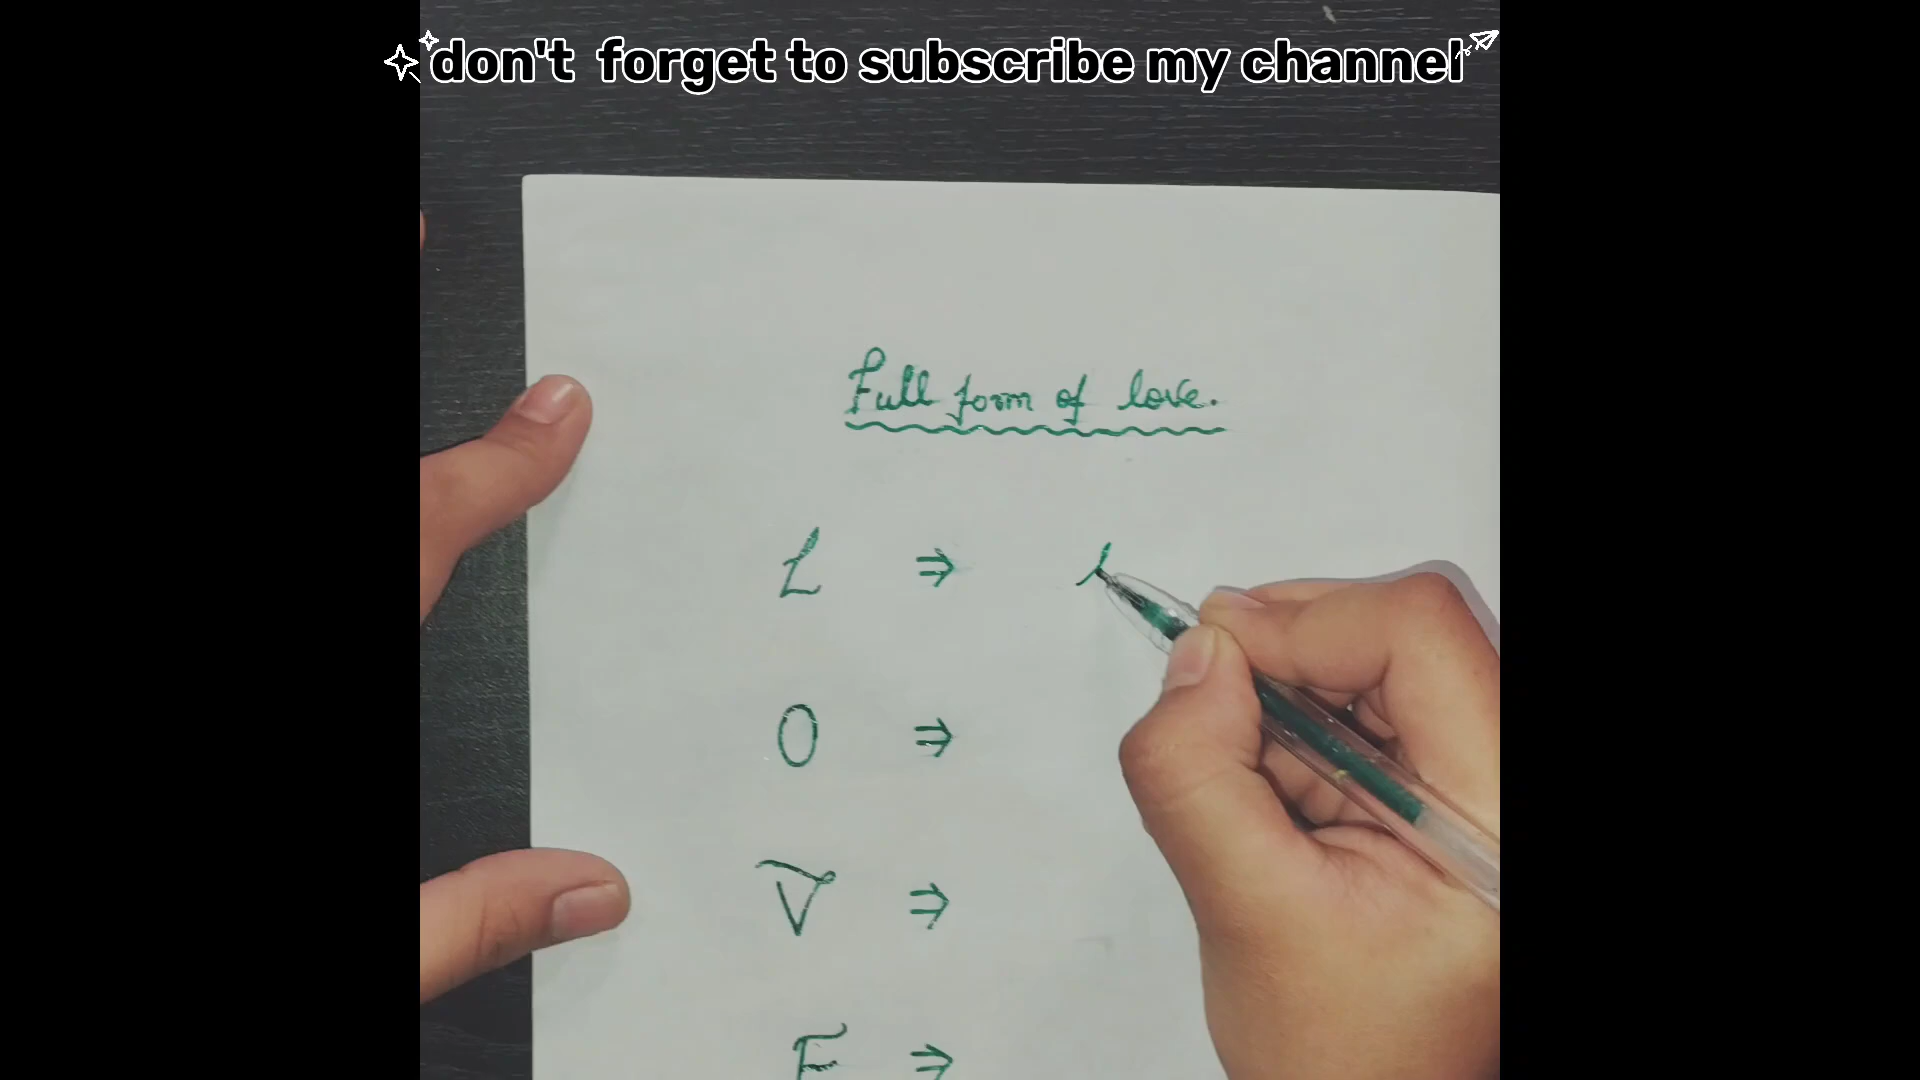 don't forget to subscribe my channel
Full form of love.
L ⇒
O ⇒
V ⇒
E ⇒